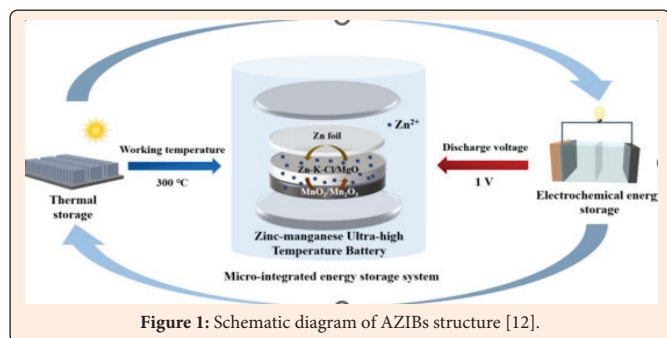 Zn²⁺
Zn foil
Working temperature
300 °C
Zn-K-Cl/MgO
MnO₂/Mn₂O₃
Discharge voltage
1 V
Thermal
storage
Electrochemical energy
storage
Zinc-manganese Ultra-high
Temperature Battery
Micro-integrated energy storage system
Figure 1: Schematic diagram of AZIBs structure [12].